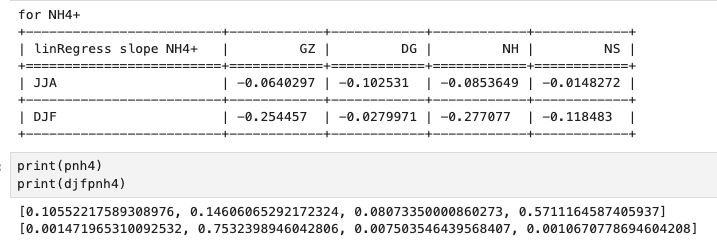 for NH4+
+------------------------+------------+------------+------------+------------+
| linRegress slope NH4+  |         GZ |         DG |         NH |         NS |
+========================+============+============+============+============+
| JJA                    | -0.0640297 | -0.102531  | -0.0853649 | -0.0148272 |
+------------------------+------------+------------+------------+------------+
| DJF                    | -0.254457  | -0.0279971 | -0.277077  | -0.118483  |
+------------------------+------------+------------+------------+------------+
print(pnh4)
print(djfpnh4)
[0.10552217589308976, 0.14606065292172324, 0.08073350000860273, 0.5711164587405937]
[0.001471965310092532, 0.7532398946042806, 0.007503546439568407, 0.0010670778694604208]